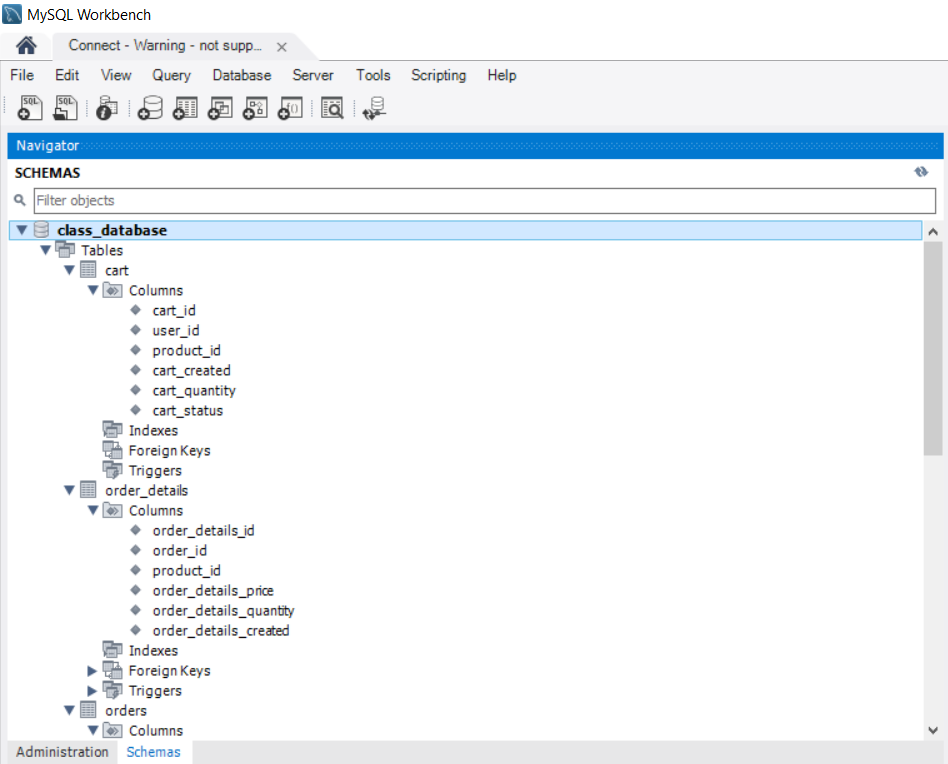 MySQL Workbench
Connect - Warning - not supp...
File Edit View Query Database Server Tools Scripting Help
SQL SQL
Navigator
SCHEMAS
Filter objects
class_database
Tables
cart
Columns
cart_id
user_id
product_id
cart_created
cart_quantity
cart_status
Indexes
Foreign Keys
Triggers
order_details
Columns
order_details_id
order_id
product_id
order_details_price
order_details_quantity
order_details_created
Indexes
Foreign Keys
Triggers
orders
Columns
Administration Schemas